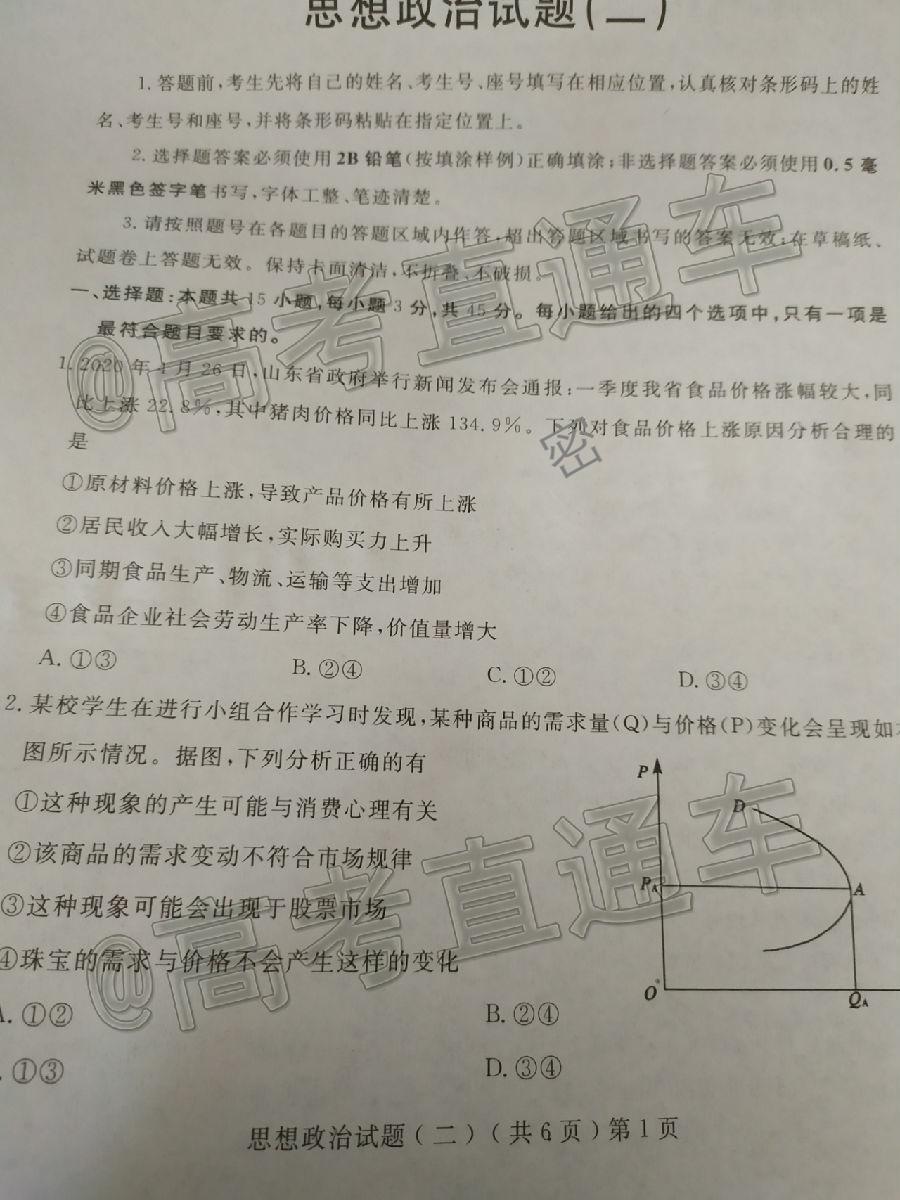 思想政治试题(二)
1.答题前,考生先将自己的姓名、考生号、座号填写在相应位置,认真核对条形码上的姓
名、考生号和座号,并将条形码粘贴在指定位置上。
2.选择题答案必须使用2B铅笔(按填涂样例)正确填涂;非选择题答案必须使用0.5毫
米黑色签字笔书写,字体工整、笔迹清楚。
3.请按照题号在各题目的答题区域内作答,超出答题区域书写的答案无效;在草稿纸、
试题卷上答题无效。保持卡面清洁,不折叠、不破损。
一、选择题:本题共15小题,每小题3分,共45分。每小题给出的四个选项中,只有一项是
最符合题目要求的。
@高考直通车
1.2020年4月26日,山东省政府举行新闻发布会通报:一季度我省食品价格涨幅较大,同
比上涨22.8%,其中猪肉价格同比上涨134.9%。下列对食品价格上涨原因分析合理的
是
密
①原材料价格上涨,导致产品价格有所上涨
②居民收入大幅增长,实际购买力上升
③同期食品生产、物流、运输等支出增加
④食品企业社会劳动生产率下降,价值量增大
A.①③ B.②④ C.①② D.③④
2.某校学生在进行小组合作学习时发现,某种商品的需求量(Q)与价格(P)变化会呈现如
图所示情况。据图,下列分析正确的有
①这种现象的产生可能与消费心理有关
②该商品的需求变动不符合市场规律
③这种现象可能会出现于股票市场
④珠宝的需求与价格不会产生这样的变化
P
D
PA
A
O
QA
@高考直通车
A.①② B.②④
.①③ D.③④
思想政治试题(二)(共6页)第1页